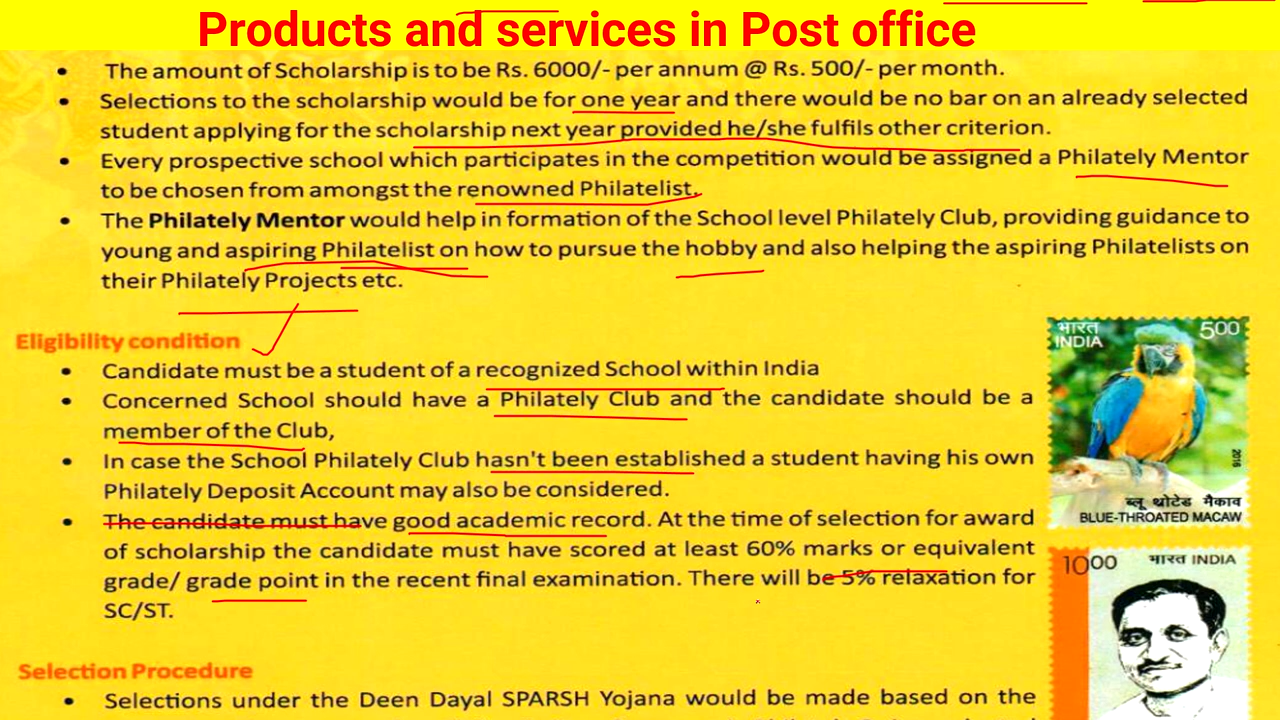 Products and services in Post office
• The amount of Scholarship is to be Rs. 6000/- per annum @ Rs. 500/- per month.
• Selections to the scholarship would be for one year and there would be no bar on an already selected
student applying for the scholarship next year provided he/she fulfils other criterion.
• Every prospective school which participates in the competition would be assigned a Philately Mentor
to be chosen from amongst the renowned Philatelist.
• The Philately Mentor would help in formation of the School level Philately Club, providing guidance to
young and aspiring Philatelist on how to pursue the hobby and also helping the aspiring Philatelists on
their Philately Projects etc.
Eligibility condition
• Candidate must be a student of a recognized School within India
• Concerned School should have a Philately Club and the candidate should be a
member of the Club,
• In case the School Philately Club hasn't been established a student having his own
Philately Deposit Account may also be considered.
• The candidate must have good academic record. At the time of selection for award
of scholarship the candidate must have scored at least 60% marks or equivalent
grade/ grade point in the recent final examination. There will be 5% relaxation for
SC/ST.
Selection Procedure
• Selections under the Deen Dayal SPARSH Yojana would be made based on the
भारत 500
INDIA
2016
ब्लू थ्रोटेड मैकाव
BLUE-THROATED MACAW
1000 भारत INDIA